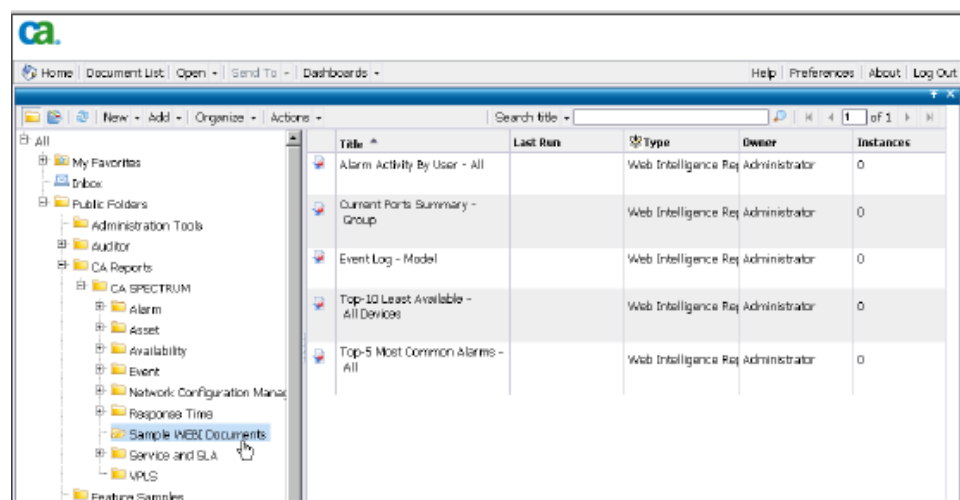 ca.
Home Document List Open Send To Dashboards Help Preferences About Log Out
New Add Organize Actions Search title 1 of 1
All
My Favorites
Inbox
Public Folders
Administration Tools
Auditor
CA Reports
CA SPECTRUM
Alarm
Asset
Availability
Event
Network Configuration Manag
Response Time
Sample WEBI Documents
Service and SLA
VPLS
Feature Samples
Title Last Run Type Owner Instances
Alarm Activity By User - All Web Intelligence Rep Administrator 0
Current Ports Summary -
Group Web Intelligence Rep Administrator 0
Event Log - Model Web Intelligence Rep Administrator 0
Top-10 Least Available -
All Devices Web Intelligence Rep Administrator 0
Top-5 Most Common Alarms -
All Web Intelligence Rep Administrator 0